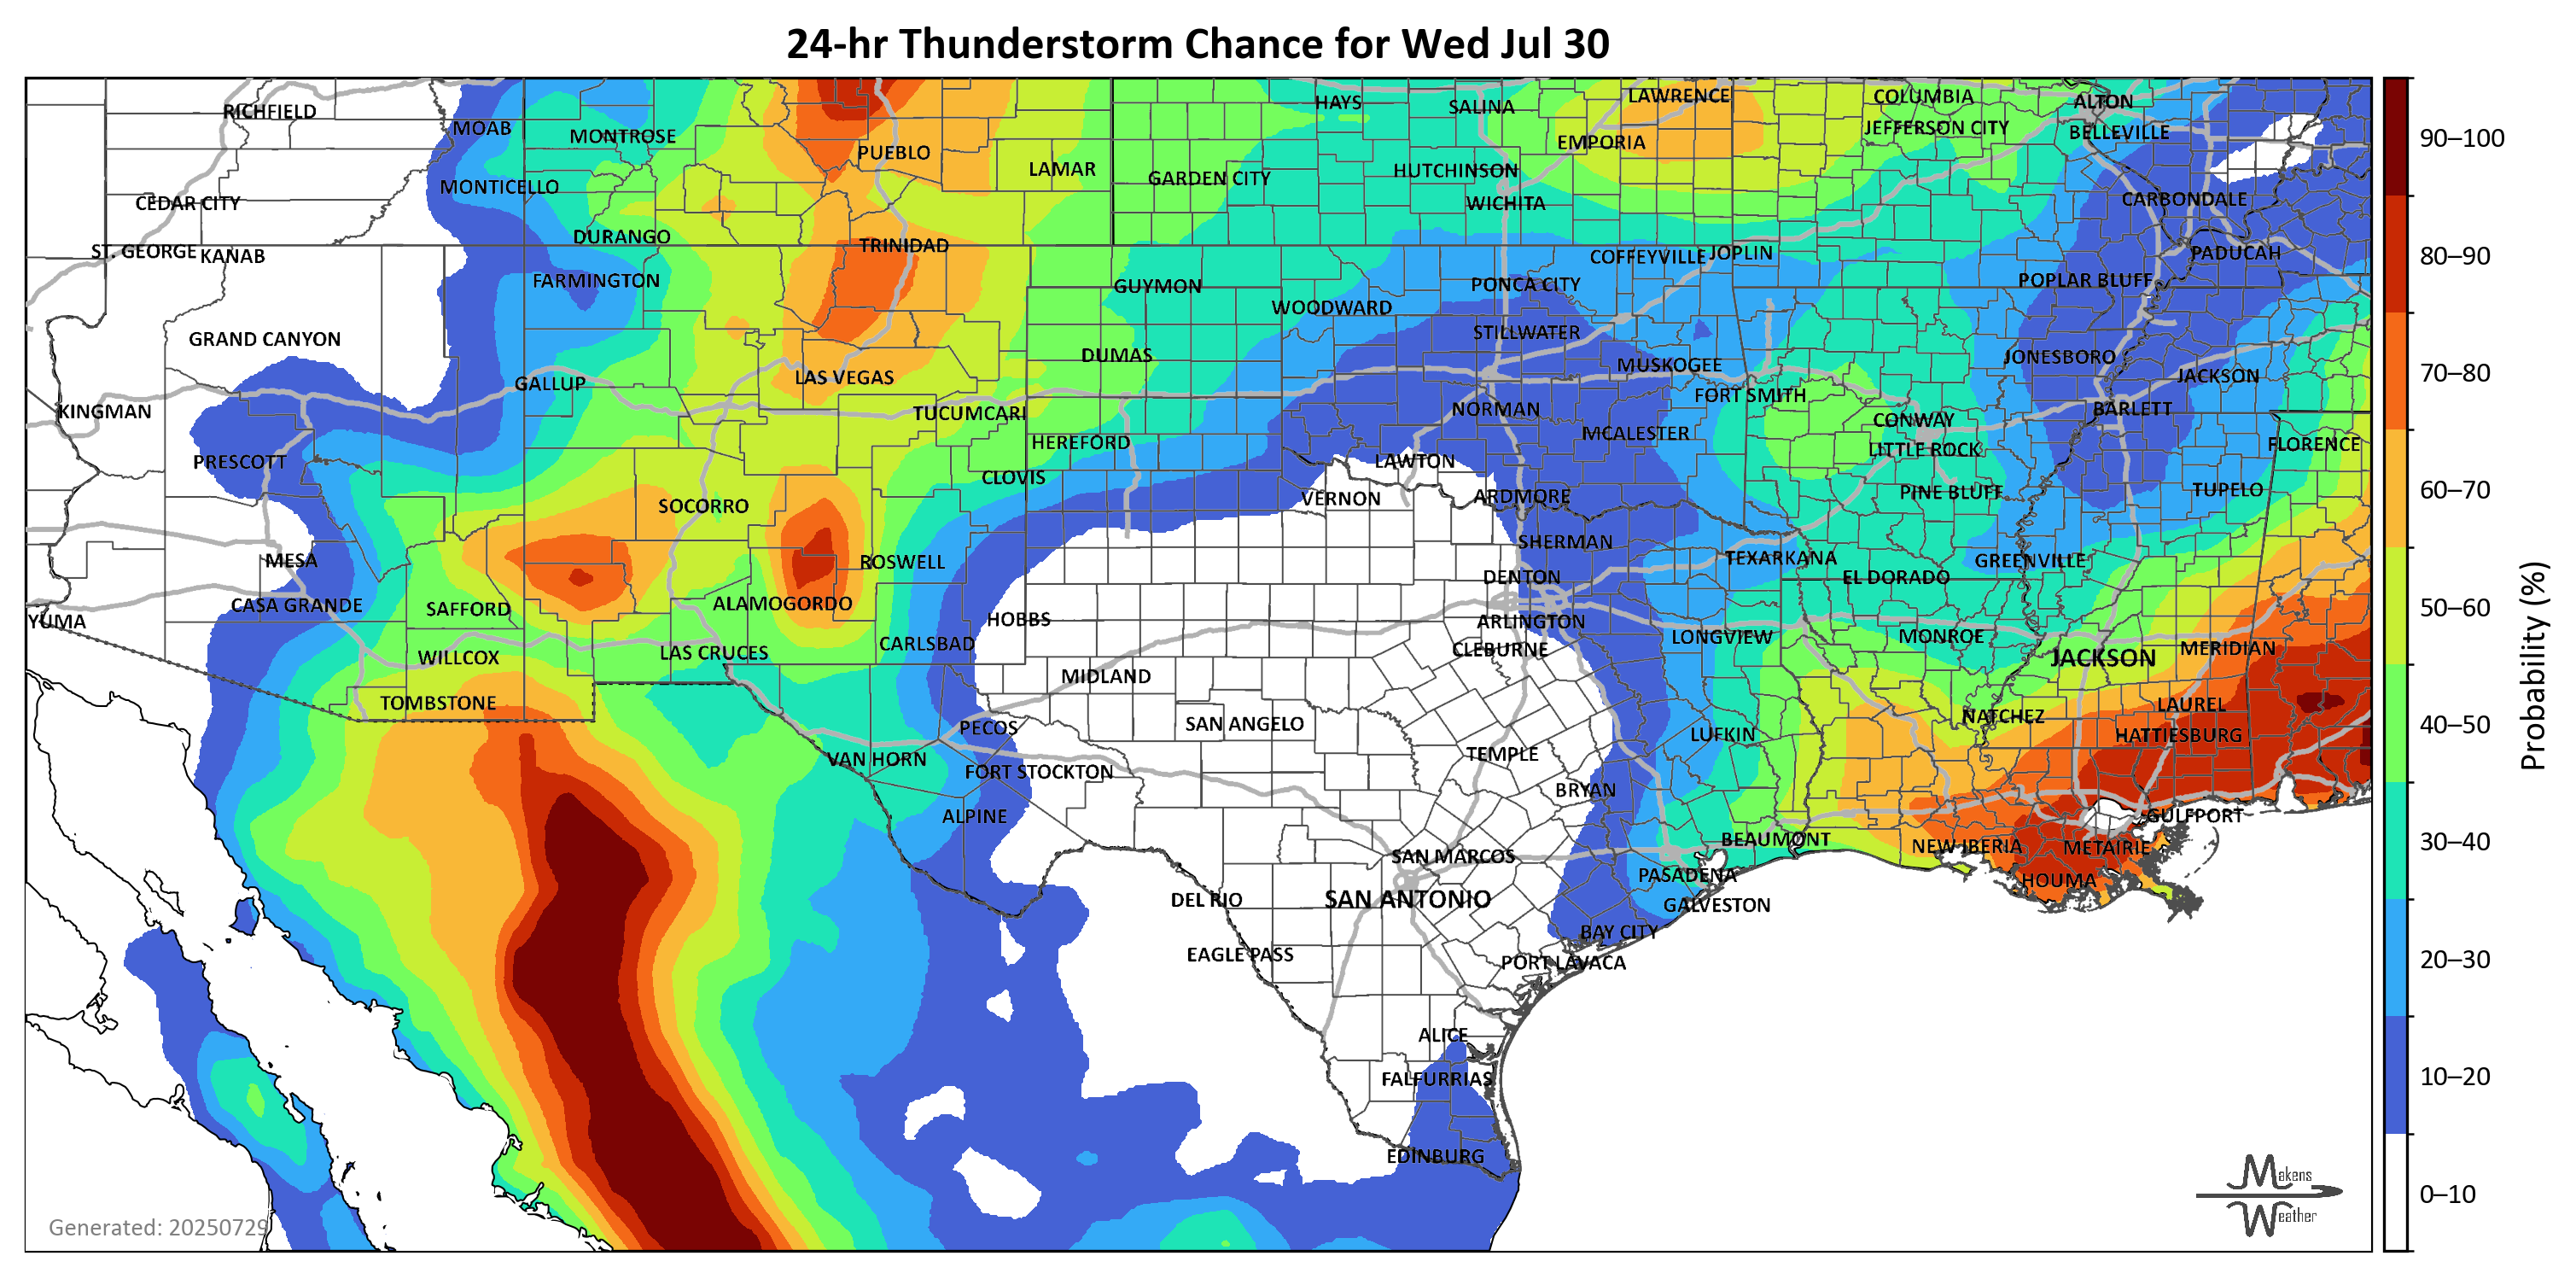 24-hr Thunderstorm Chance for Wed Jul 30
RICHFIELD
MOAB
MONTROSE
PUEBLO
LAMAR
GARDEN CITY
HAYS
SALINA
HUTCHINSON
WICHITA
EMPORIA
LAWRENCE
COLUMBIA
JEFFERSON CITY
ALTON
BELLEVILLE
MONTICELLO
CEDAR CITY
CARBONDALE
ST. GEORGE
KANAB
DURANGO
TRINIDAD
COFFEYVILLE
JOPLIN
PADUCAH
FARMINGTON
GUYMON
WOODWARD
PONCA CITY
POPLAR BLUFF
GRAND CANYON
STILLWATER
DUMAS
MUSKOGEE
JONESBORO
JACKSON
GALLUP
LAS VEGAS
FORT SMITH
KINGMAN
TUCUMCARI
NORMAN
BARLETT
CONWAY
HEREFORD
MCALESTER
LITTLE ROCK
FLORENCE
PRESCOTT
CLOVIS
LAWTON
VERNON
ARDMORE
PINE BLUFF
TUPELO
SOCORRO
SHERMAN
MESA
ROSWELL
TEXARKANA
GREENVILLE
DENTON
EL DORADO
CASA GRANDE
SAFFORD
ALAMOGORDO
YUMA
HOBBS
ARLINGTON
CARLSBAD
LONGVIEW
MONROE
WILLCOX
LAS CRUCES
CLEBURNE
JACKSON
MERIDIAN
MIDLAND
TOMBSTONE
LAUREL
PECOS
SAN ANGELO
NATCHEZ
LUFKIN
HATTIESBURG
VAN HORN
TEMPLE
FORT STOCKTON
BRYAN
ALPINE
GULFPORT
BEAUMONT
SAN MARCOS
NEW IBERIA
METAIRIE
PASADENA
HOUMA
DEL RIO
SAN ANTONIO
GALVESTON
BAY CITY
EAGLE PASS
PORT LAVACA
ALICE
FALFURRIAS
EDINBURG
Generated: 20250729
Makens
Weather
90–100
80–90
70–80
60–70
50–60
40–50
30–40
20–30
10–20
0–10
Probability (%)